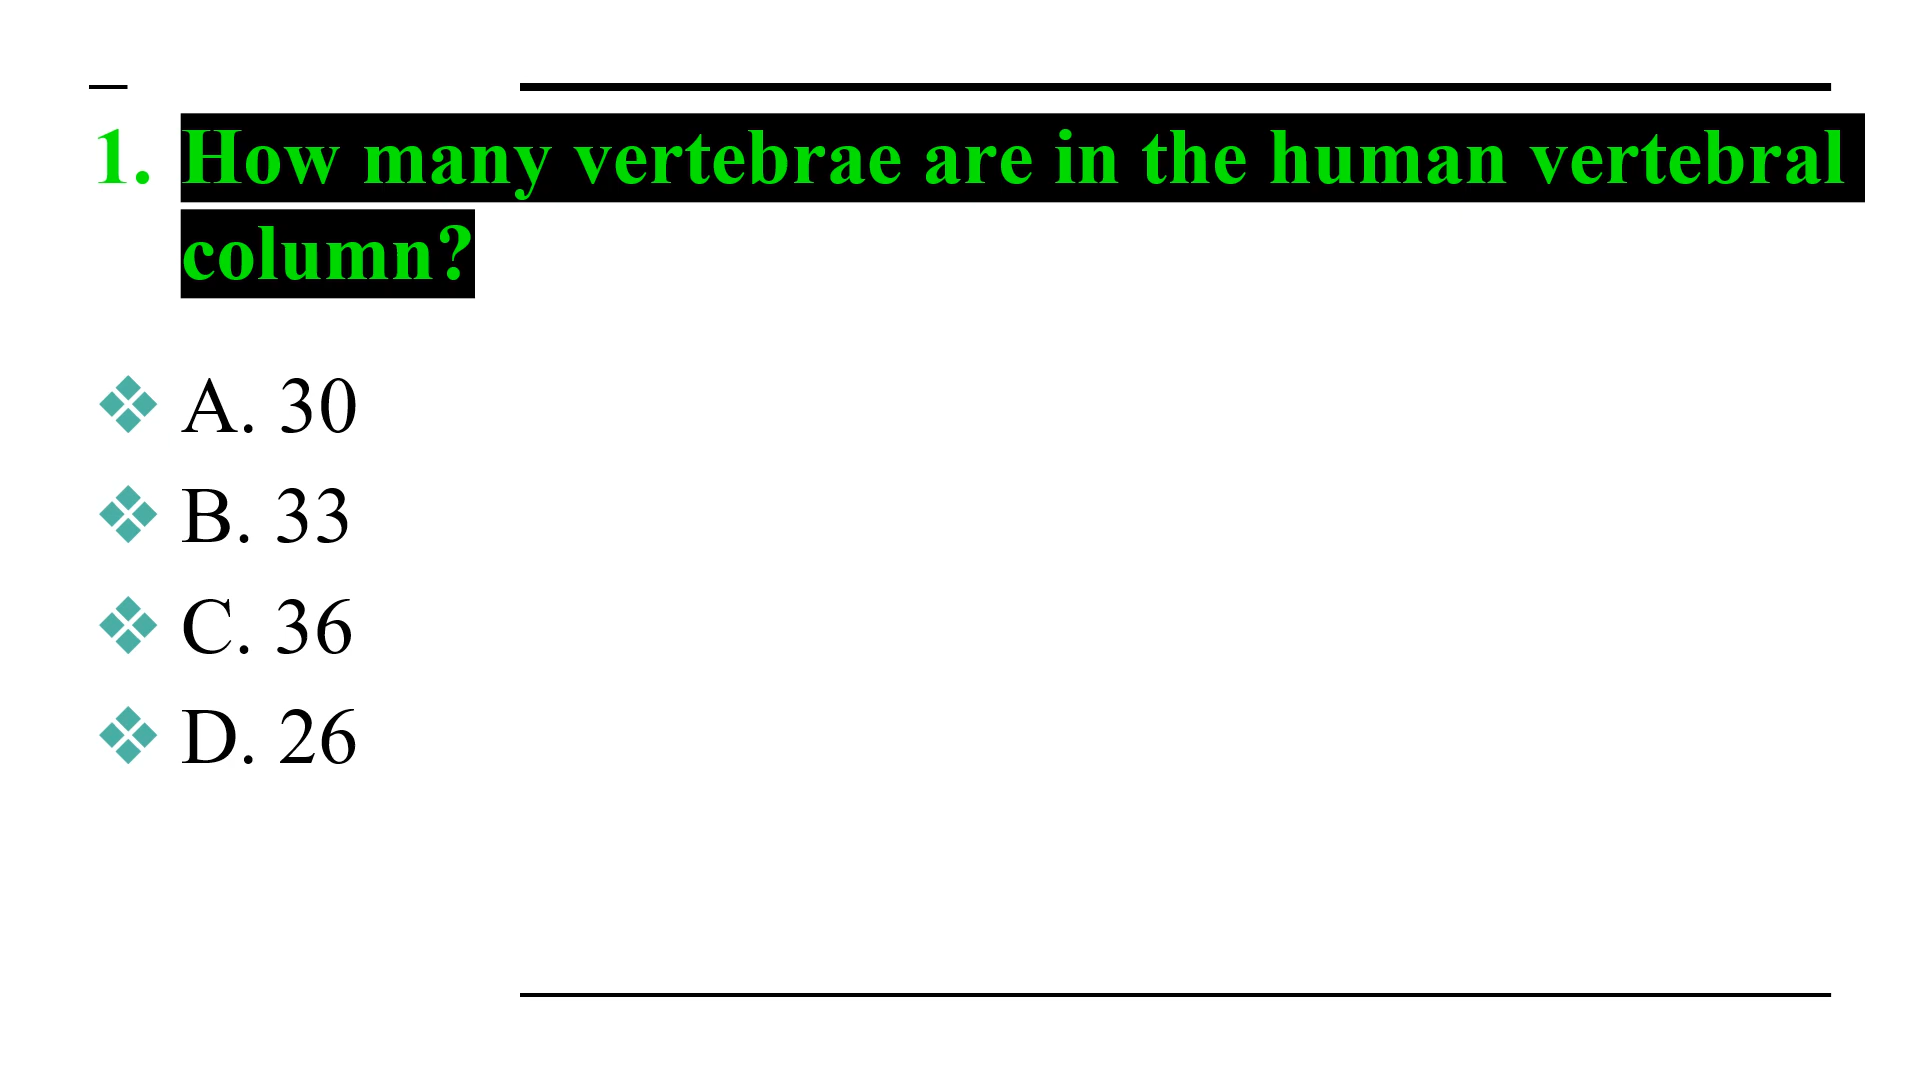 1. How many vertebrae are in the human vertebral
column?
❖ A. 30
❖ B. 33
❖ C. 36
❖ D. 26